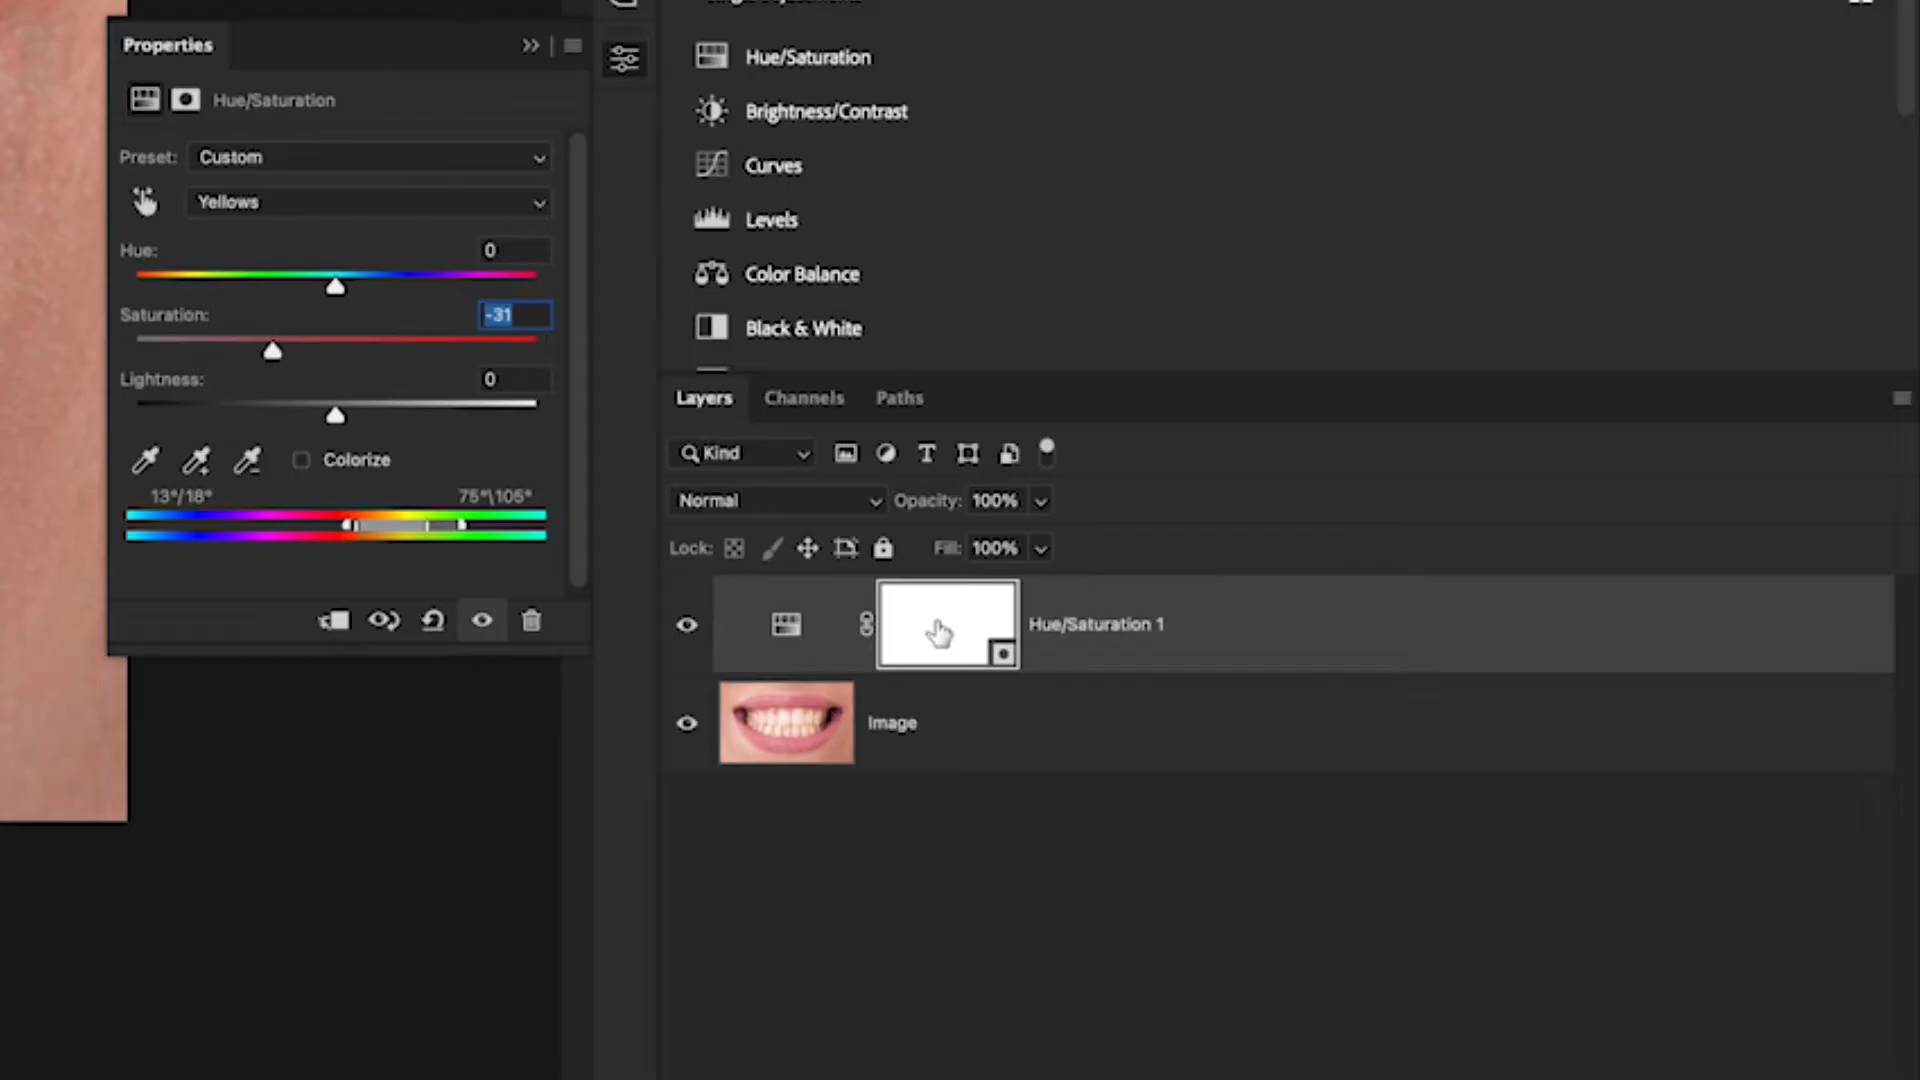 Properties
Hue/Saturation
Preset: Custom
Yellows
Hue: 0
Saturation: -31
Lightness: 0
Colorize
13°/18° 75°\105°
Hue/Saturation
Brightness/Contrast
Curves
Levels
Color Balance
Black & White
Layers Channels Paths
Kind
Normal Opacity: 100%
Lock: Fill: 100%
Hue/Saturation 1
Image